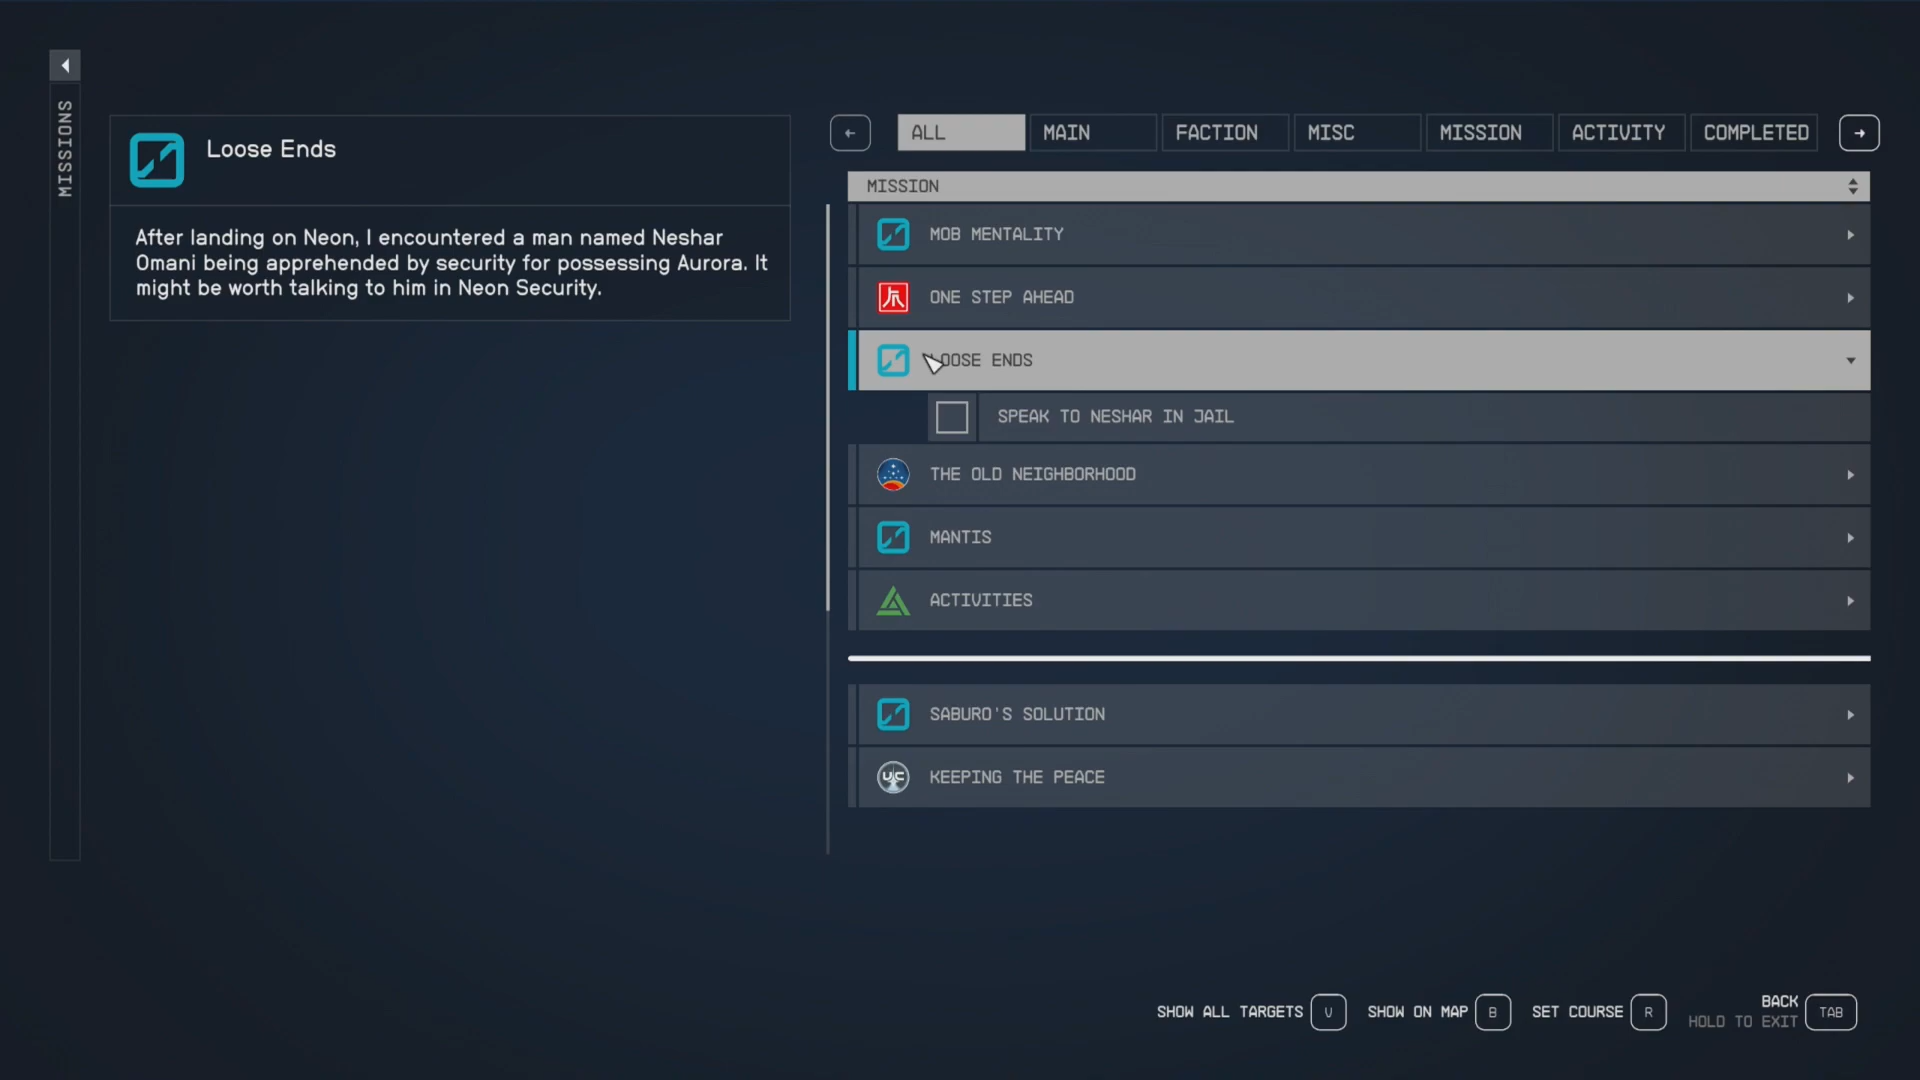 MISSIONS
Loose Ends
After landing on Neon, I encountered a man named Neshar
Omani being apprehended by security for possessing Aurora. It
might be worth talking to him in Neon Security.
ALL
MAIN
FACTION
MISC
MISSION
ACTIVITY
COMPLETED
MISSION
MOB MENTALITY
ONE STEP AHEAD
LOOSE ENDS
SPEAK TO NESHAR IN JAIL
THE OLD NEIGHBORHOOD
MANTIS
ACTIVITIES
SABURO'S SOLUTION
UC
KEEPING THE PEACE
SHOW ALL TARGETS V
SHOW ON MAP B
SET COURSE R
BACK
HOLD TO EXIT
TAB